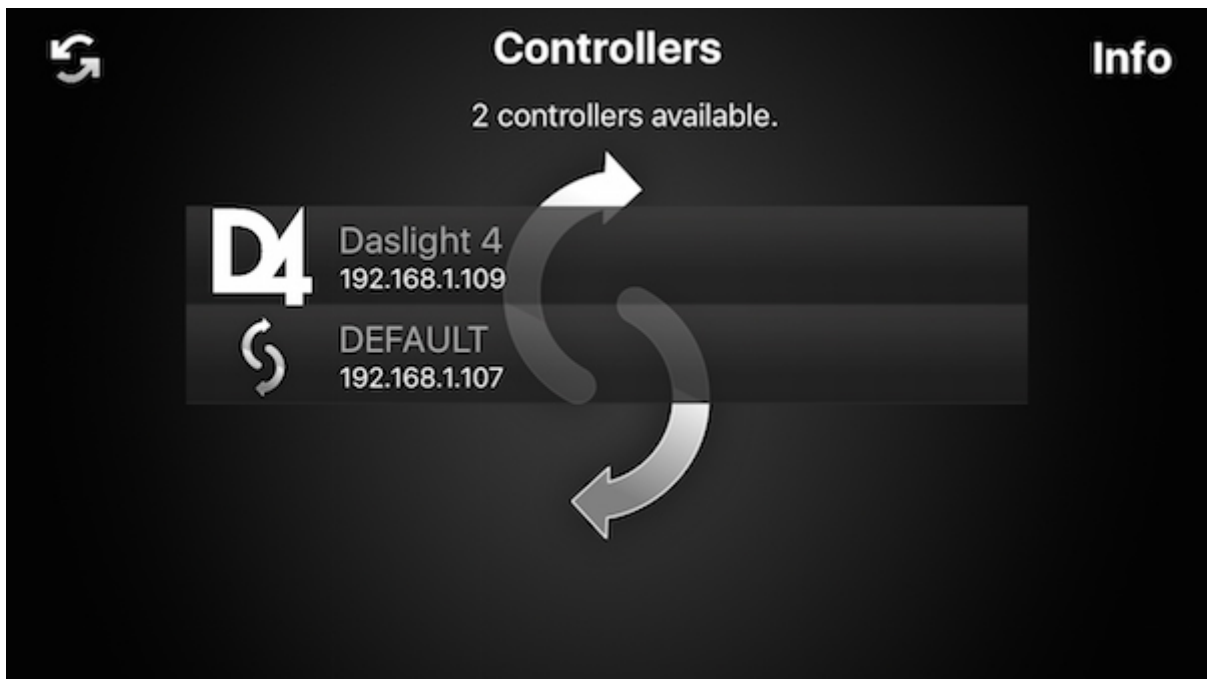 Controllers
Info
2 controllers available.
D4
Daslight 4
192.168.1.109
DEFAULT
192.168.1.107